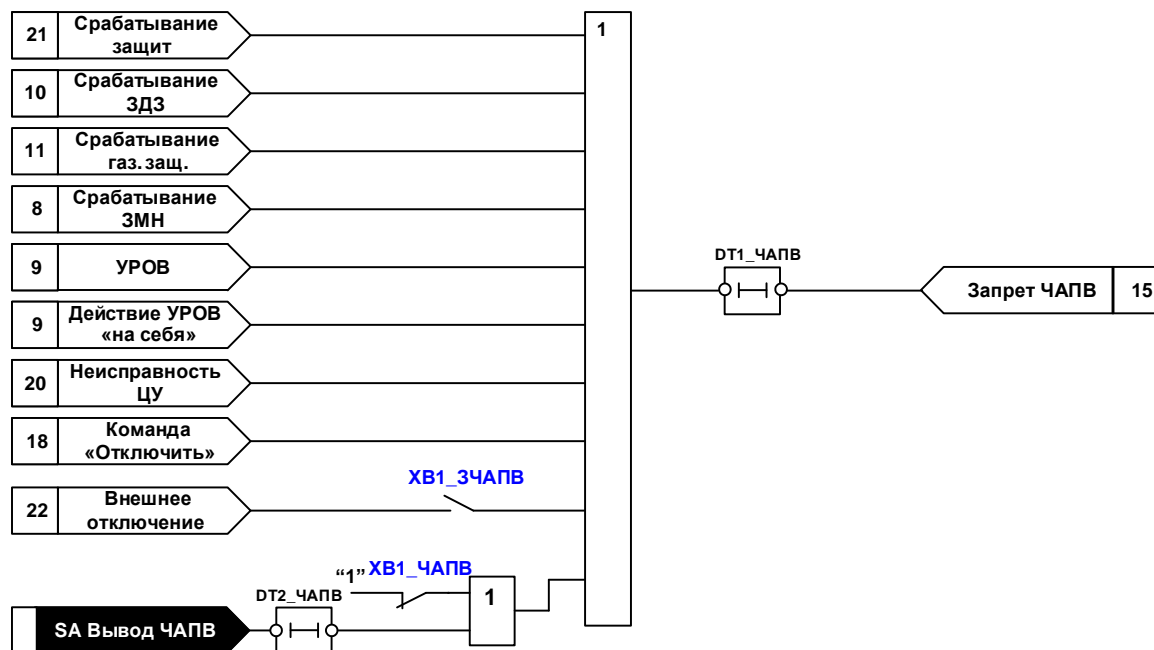 21
Срабатывание
защит
1
10
Срабатывание
ЗДЗ
11
Срабатывание
газ. защ.
8
Срабатывание
ЗМН
9
УРОВ
DT1_ЧАПВ
Запрет ЧАПВ
15
9
Действие УРОВ
«на себя»
20
Неисправность
ЦУ
18
Команда
«Отключить»
XB1_ЗЧАПВ
22
Внешнее
отключение
“1”
XB1_ЧАПВ
DT2_ЧАПВ
1
SA Вывод ЧАПВ